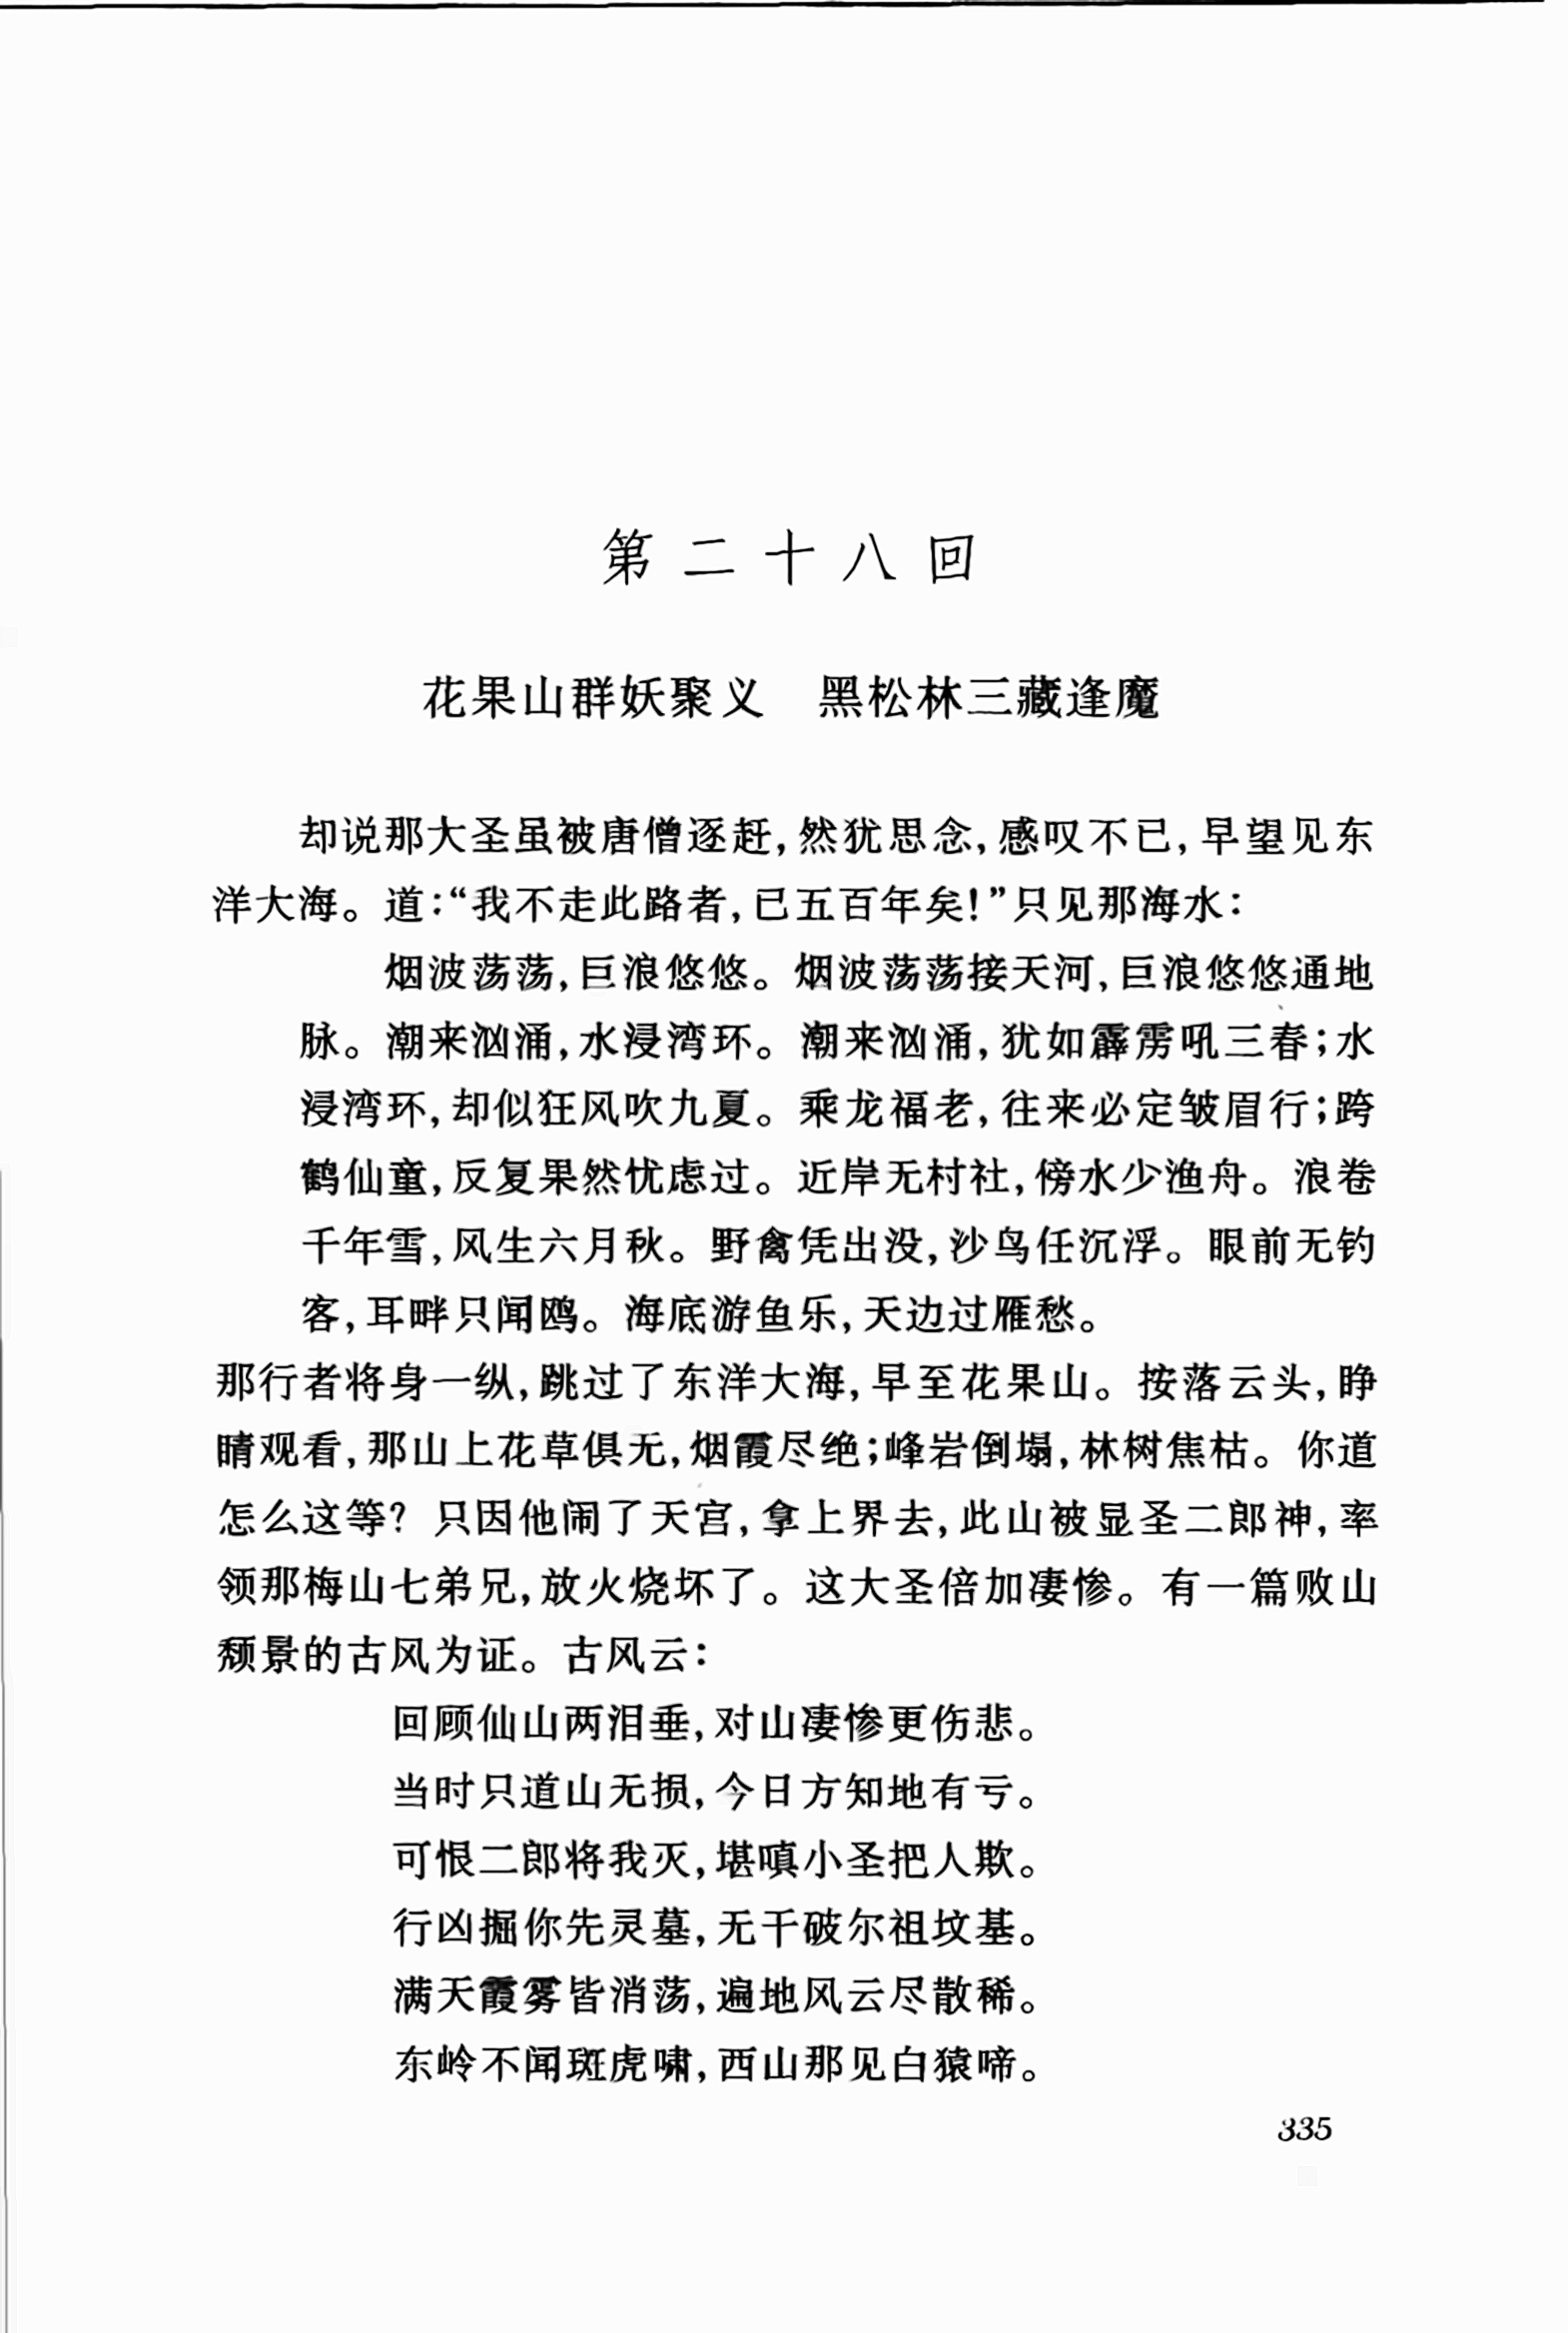 第二十八回
花果山群妖聚义　黑松林三藏逢魔
却说那大圣虽被唐僧逐赶,然犹思念,感叹不已,早望见东
洋大海。道:“我不走此路者,已五百年矣!”只见那海水:
烟波荡荡,巨浪悠悠。烟波荡荡接天河,巨浪悠悠通地
脉。潮来汹涌,水浸湾环。潮来汹涌,犹如霹雳吼三春;水
浸湾环,却似狂风吹九夏。乘龙福老,往来必定皱眉行;跨
鹤仙童,反复果然忧虑过。近岸无村社,傍水少渔舟。浪卷
千年雪,风生六月秋。野禽凭出没,沙鸟任沉浮。眼前无钓
客,耳畔只闻鸥。海底游鱼乐,天边过雁愁。
那行者将身一纵,跳过了东洋大海,早至花果山。按落云头,睁
睛观看,那山上花草俱无,烟霞尽绝;峰岩倒塌,林树焦枯。你道
怎么这等? 只因他闹了天宫,拿上界去,此山被显圣二郎神,率
领那梅山七弟兄,放火烧坏了。这大圣倍加凄惨。有一篇败山
颓景的古风为证。古风云:
回顾仙山两泪垂,对山凄惨更伤悲。
当时只道山无损,今日方知地有亏。
可恨二郎将我灭,堪嗔小圣把人欺。
行凶掘你先灵墓,无干破尔祖坟基。
满天霞雾皆消荡,遍地风云尽散稀。
东岭不闻斑虎啸,西山那见白猿啼。
335